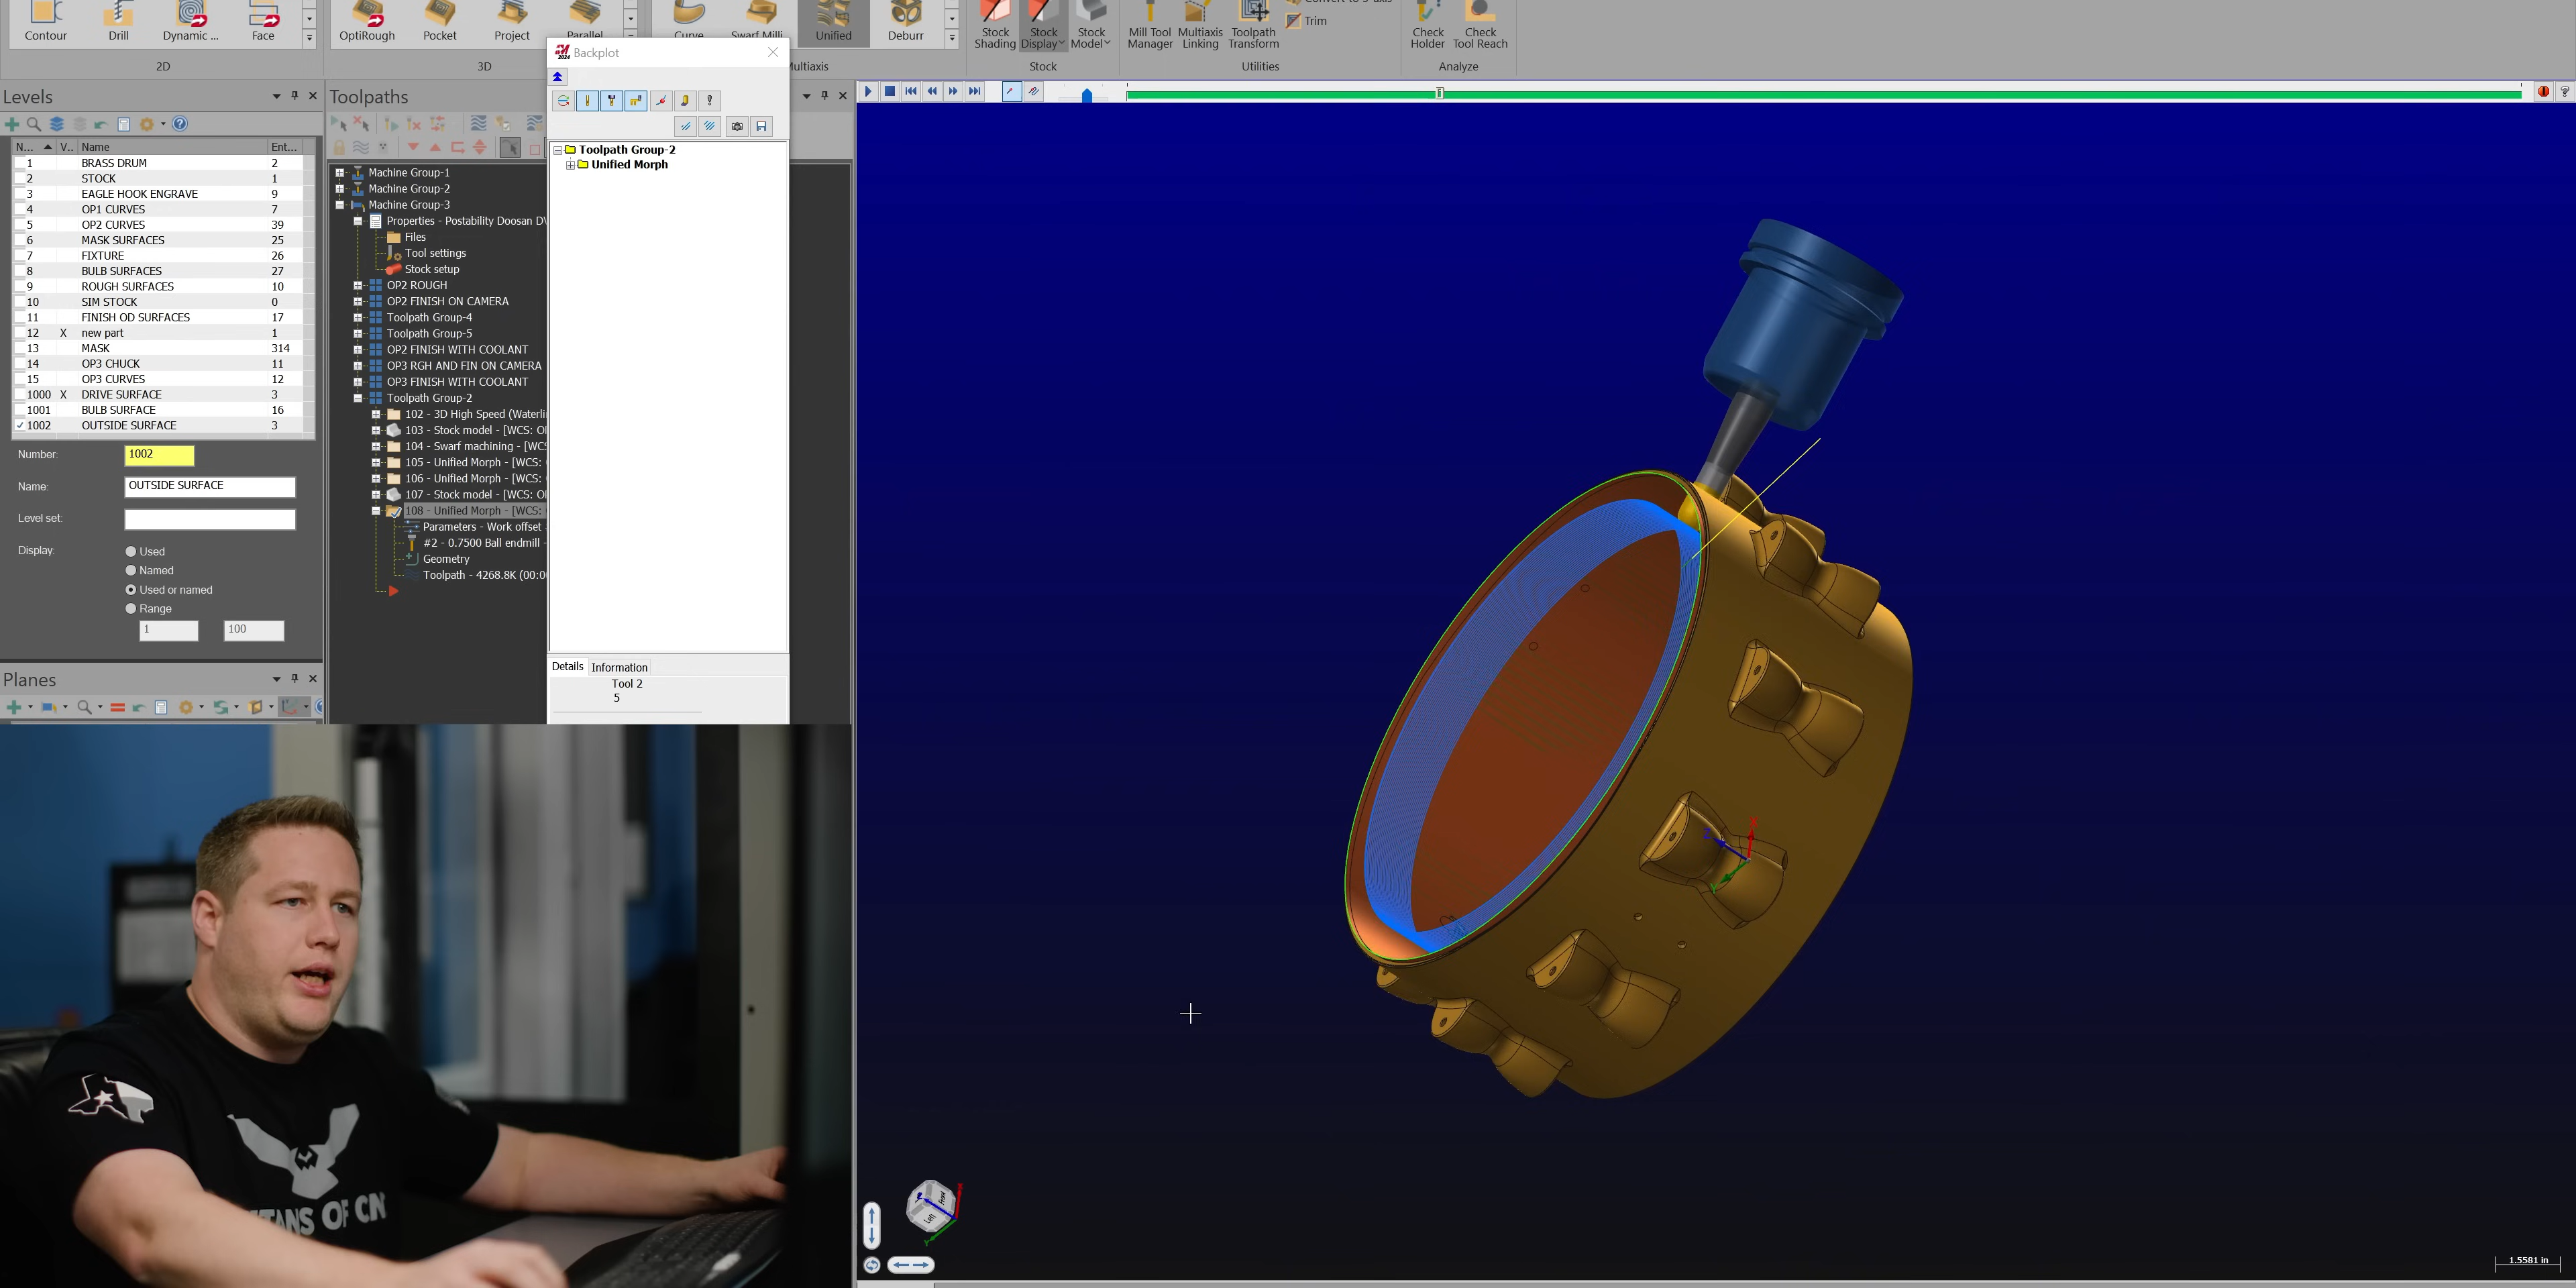 Contour
Drill
Dynamic ...
Face
OptiRough
Pocket
Project
Parallel
Curve
Swarf Milli
Unified
Deburr
Stock
Shading
Stock
Display
Stock
Model
Mill Tool
Manager
Multiaxis
Linking
Toolpath
Transform
Trim
Check
Holder
Check
Tool Reach
2D
3D
Multiaxis
Stock
Utilities
Analyze
Levels
N... V.. Name Ent...
1 BRASS DRUM 2
2 STOCK 1
3 EAGLE HOOK ENGRAVE 9
4 OP1 CURVES 7
5 OP2 CURVES 39
6 MASK SURFACES 25
7 FIXTURE 26
8 BULB SURFACES 27
9 ROUGH SURFACES 10
10 SIM STOCK 0
11 FINISH OD SURFACES 17
12 X new part 1
13 MASK 314
14 OP3 CHUCK 11
15 OP3 CURVES 12
1000 X DRIVE SURFACE 3
1001 BULB SURFACE 16
1002 OUTSIDE SURFACE 3
Number: 1002
Name: OUTSIDE SURFACE
Level set:
Display: Used
Named
Used or named
Range
1 100
Planes
Toolpaths
Machine Group-1
Machine Group-2
Machine Group-3
Properties - Postability Doosan D
Files
Tool settings
Stock setup
OP2 ROUGH
OP2 FINISH ON CAMERA
Toolpath Group-4
Toolpath Group-5
OP2 FINISH WITH COOLANT
OP3 RGH AND FIN ON CAMERA
OP3 FINISH WITH COOLANT
Toolpath Group-2
102 - 3D High Speed (Waterli
103 - Stock model - [WCS: O
104 - Swarf machining - [WC
105 - Unified Morph - [WCS:
106 - Unified Morph - [WCS:
107 - Stock model - [WCS: O
108 - Unified Morph - [WCS:
Parameters - Work offset
#2 - 0.7500 Ball endmill -
Geometry
Toolpath - 4268.8K (00:0
Backplot
Toolpath Group-2
Unified Morph
Details
Information
Tool 2
5
X
Z
Y
Front
Left
Y
1.5581 in
TANS OF CN